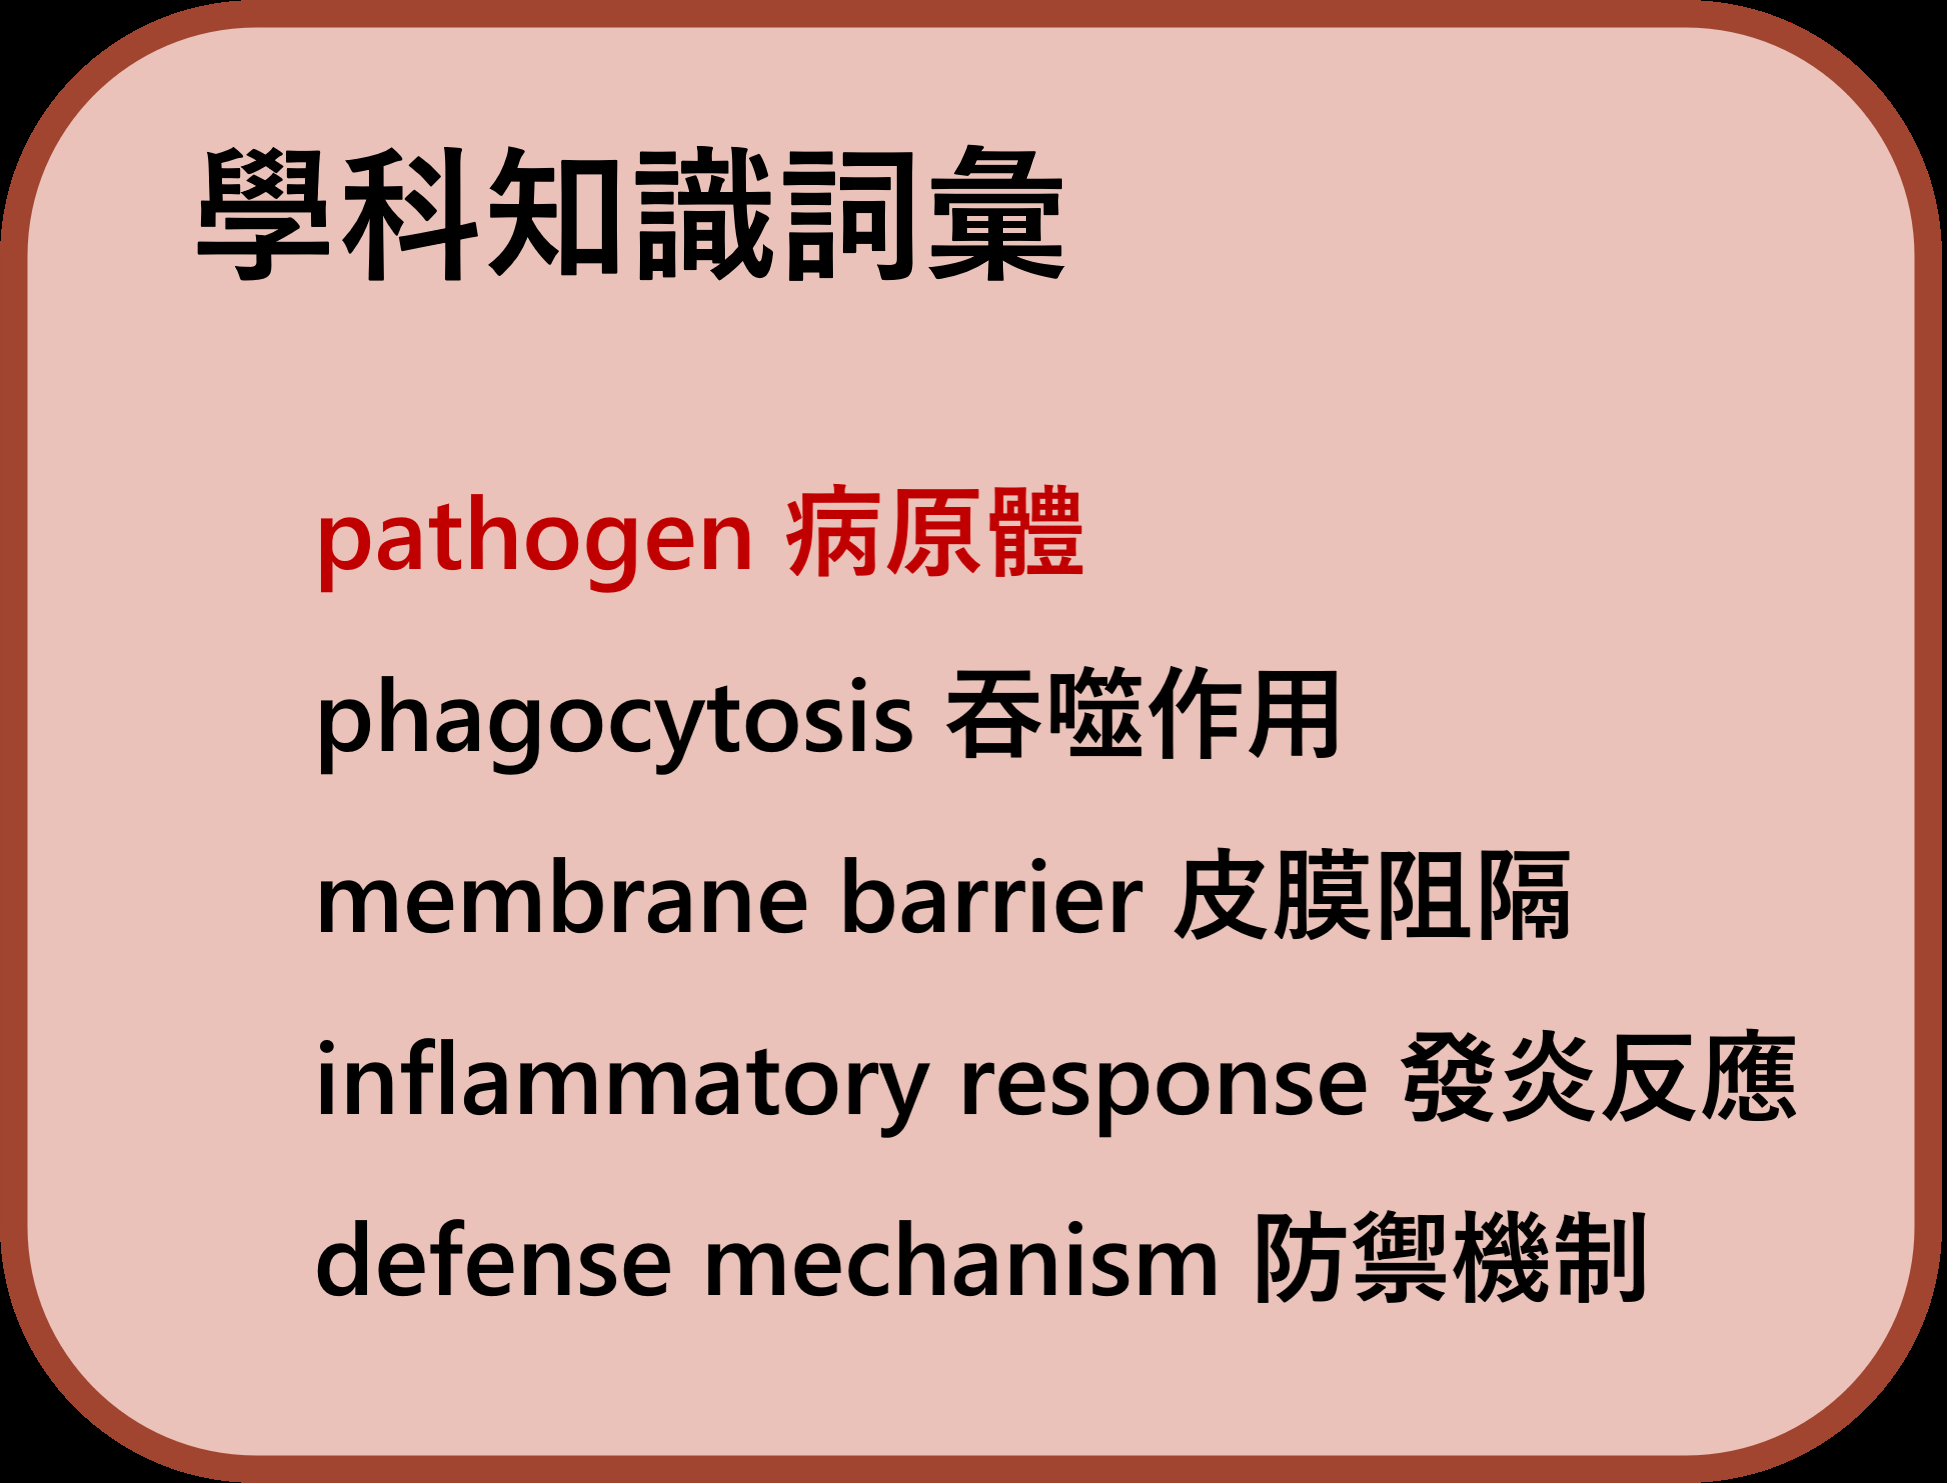 學科知識詞彙
pathogen 病原體
phagocytosis 吞噬作用
membrane barrier 皮膜阻隔
inflammatory response 發炎反應
defense mechanism 防禦機制